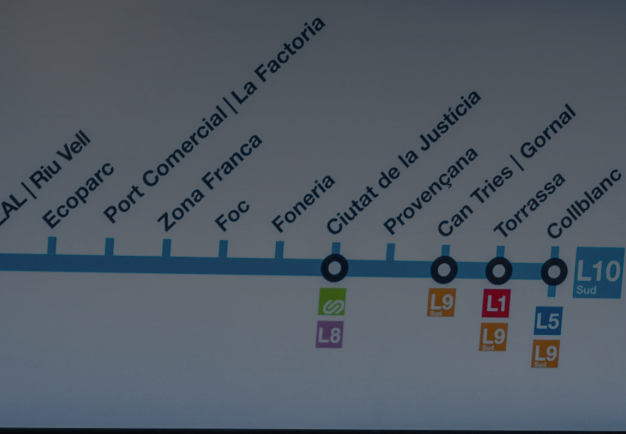 ZAL | Riu Vell
Ecoparc
Port Comercial | La Factoria
Zona Franca
Foc
Foneria
Ciutat de la Justícia
Provençana
Can Tries | Gornal
Torrassa
Collblanc
L10
Sud
L8
L9
Sud
L1
L9
Sud
L5
L9
Sud